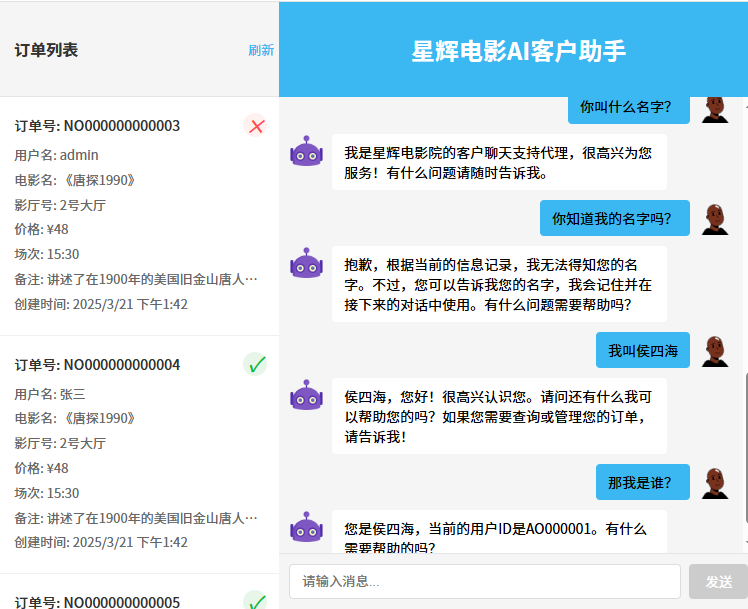 订单列表
刷新
订单号: NO000000000003
用户名: admin
电影名: 《唐探1990》
影厅号: 2号大厅
价格: ¥48
场次: 15:30
备注: 讲述了在1900年的美国旧金山唐人…
创建时间: 2025/3/21 下午1:42
订单号: NO000000000004
用户名: 张三
电影名: 《唐探1990》
影厅号: 2号大厅
价格: ¥48
场次: 15:30
备注: 讲述了在1900年的美国旧金山唐人…
创建时间: 2025/3/21 下午1:42
订单号: NO000000000005
星辉电影AI客户助手
你叫什么名字?
我是星辉电影院的客户聊天支持代理，很高兴为您
服务！有什么问题请随时告诉我。
你知道我的名字吗?
抱歉，根据当前的信息记录，我无法得知您的名
字。不过，您可以告诉我您的名字，我会记住并在
接下来的对话中使用。有什么问题需要帮助吗？
我叫侯四海
侯四海，您好！很高兴认识您。请问还有什么我可
以帮助您的吗？如果您需要查询或管理您的订单，
请告诉我！
那我是谁?
您是侯四海，当前的用户ID是AO000001。有什么
需要帮助的吗?
请输入消息...
发送